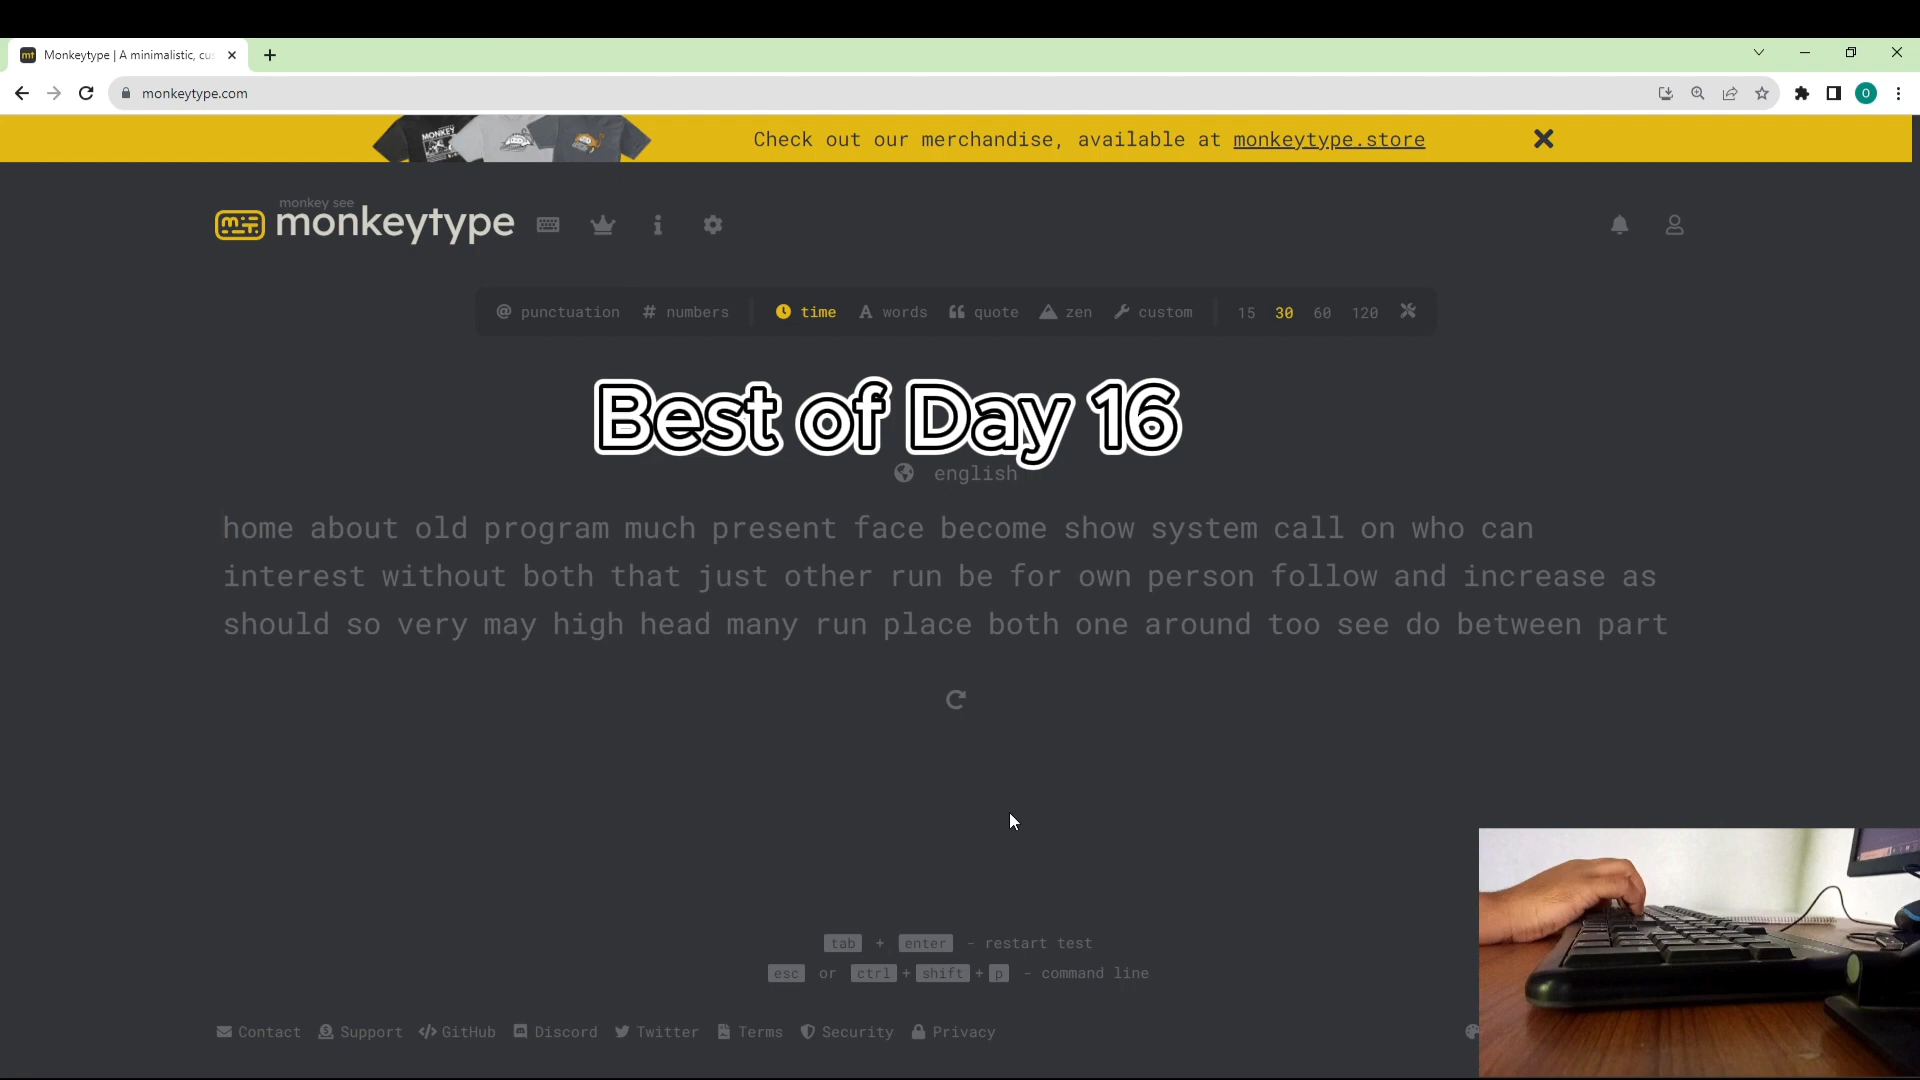 Monkeytype | A minimalistic, cus
monkeytype.com
O
MONKEY
Check out our merchandise, available at monkeytype.store
monkey see
monkeytype
@ punctuation # numbers time A words quote zen custom 15 30 60 120
Best of Day 16
english
home about old program much present face become show system call on who can
interest without both that just other run be for own person follow and increase as
should so very may high head many run place both one around too see do between part
tab + enter - restart test
esc or ctrl + shift + p - command line
Contact Support GitHub Discord Twitter Terms Security Privacy